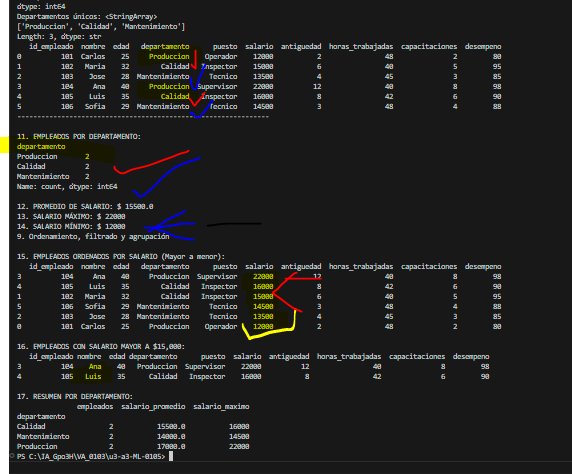 dtype: int64
Departamentos únicos: <StringArray>
['Produccion', 'Calidad', 'Mantenimiento']
Length: 3, dtype: str
id_empleado nombre edad departamento puesto salario antiguedad horas_trabajadas capacitaciones desempeno
0 101 Carlos 25 Produccion Operador 12000 2 48 2 80
1 102 Maria 32 Calidad Inspector 15000 6 40 5 95
2 103 Jose 28 Mantenimiento Tecnico 13500 4 45 3 85
3 104 Ana 40 Produccion Supervisor 22000 12 40 8 98
4 105 Luis 35 Calidad Inspector 16000 8 42 6 90
5 106 Sofia 29 Mantenimiento Tecnico 14500 3 48 4 88
------------------------------------------------------------
11. EMPLEADOS POR DEPARTAMENTO:
departamento
Produccion 2
Calidad 2
Mantenimiento 2
Name: count, dtype: int64
12. PROMEDIO DE SALARIO: $ 15500.0
13. SALARIO MÁXIMO: $ 22000
14. SALARIO MÍNIMO: $ 12000
9. Ordenamiento, filtrado y agrupación
15. EMPLEADOS ORDENADOS POR SALARIO (Mayor a menor):
id_empleado nombre edad departamento puesto salario antiguedad horas_trabajadas capacitaciones desempeno
3 104 Ana 40 Produccion Supervisor 22000 12 40 8 98
4 105 Luis 35 Calidad Inspector 16000 8 42 6 90
1 102 Maria 32 Calidad Inspector 15000 6 40 5 95
5 106 Sofia 29 Mantenimiento Tecnico 14500 3 48 4 88
2 103 Jose 28 Mantenimiento Tecnico 13500 4 45 3 85
0 101 Carlos 25 Produccion Operador 12000 2 48 2 80
16. EMPLEADOS CON SALARIO MAYOR A $15,000:
id_empleado nombre edad departamento puesto salario antiguedad horas_trabajadas capacitaciones desempeno
3 104 Ana 40 Produccion Supervisor 22000 12 40 8 98
4 105 Luis 35 Calidad Inspector 16000 8 42 6 90
17. RESUMEN POR DEPARTAMENTO:
empleados salario_promedio salario_maximo
departamento
Calidad 2 15500.0 16000
Mantenimiento 2 14000.0 14500
Produccion 2 17000.0 22000
PS C:\IA_Gpo3H\VA_0103\u3-a3-ML-0105>